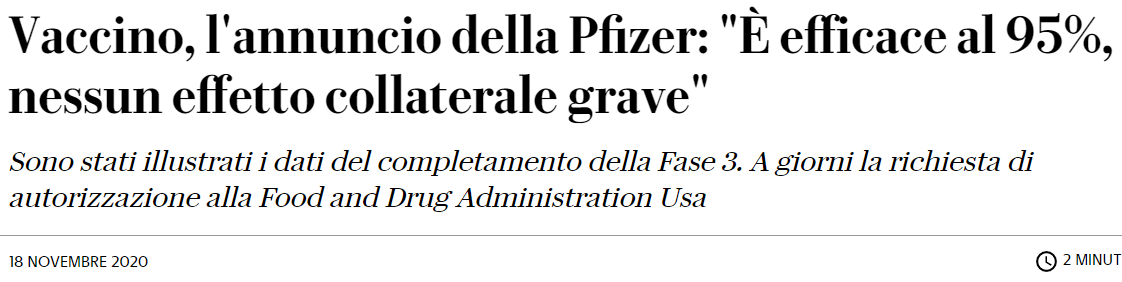 Vaccino, l'annuncio della Pfizer: "È efficace al 95%,
nessun effetto collaterale grave"
Sono stati illustrati i dati del completamento della Fase 3. A giorni la richiesta di
autorizzazione alla Food and Drug Administration Usa
18 NOVEMBRE 2020
2 MINUT